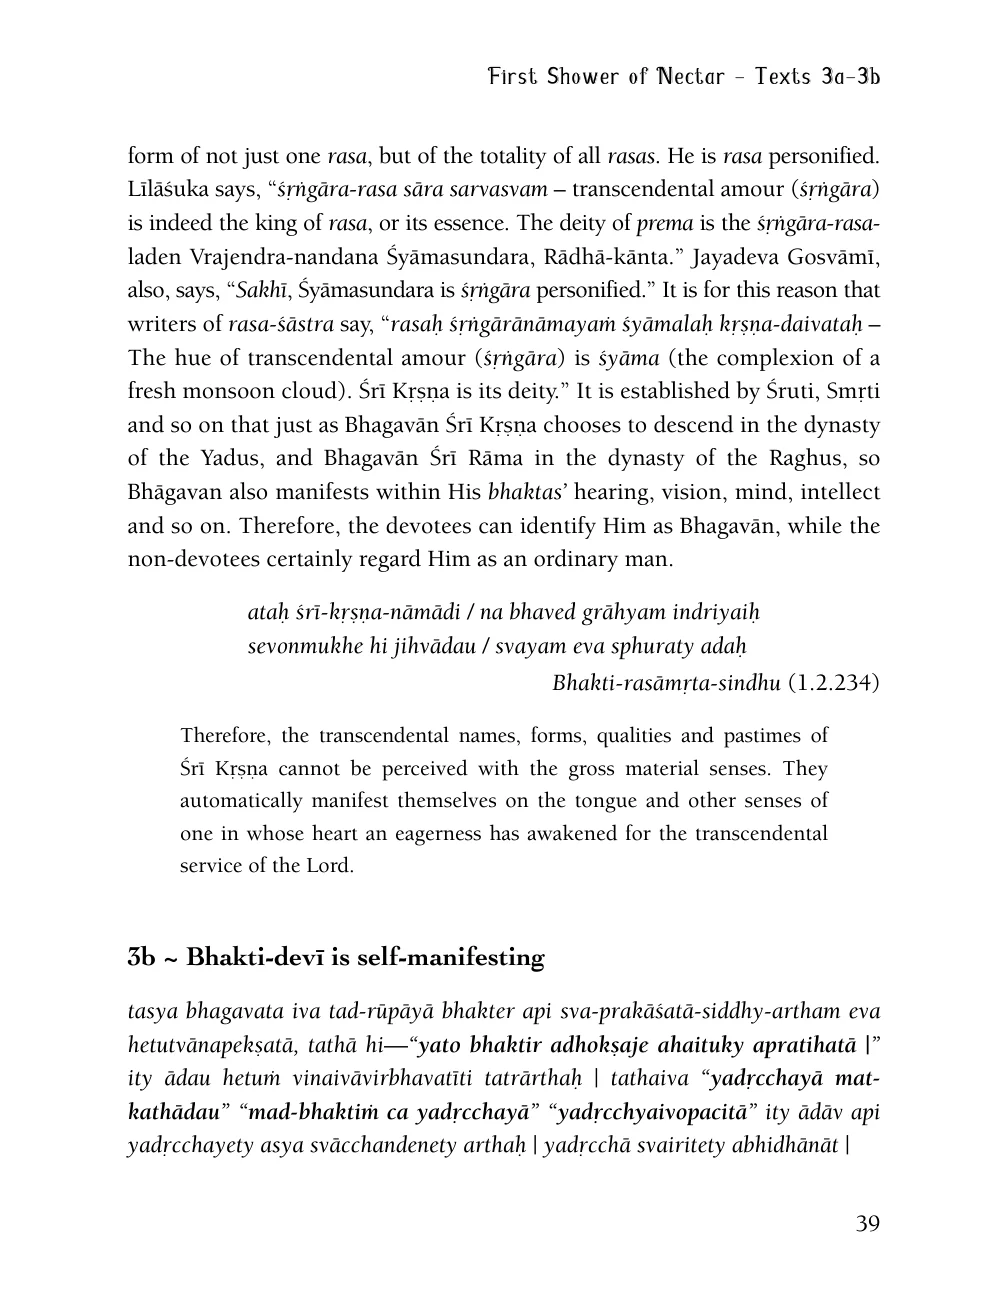 First Shower of Nectar – Texts 3a–3b
form of not just one rasa, but of the totality of all rasas. He is rasa personified.
Līlāśuka says, “śṛṅgāra-rasa sāra sarvasvam – transcendental amour (śṛṅgāra)
is indeed the king of rasa, or its essence. The deity of prema is the śṛṅgāra-rasa-
laden Vrajendra-nandana Śyāmasundara, Rādhā-kānta.” Jayadeva Gosvāmī,
also, says, “Sakhī, Śyāmasundara is śṛṅgāra personified.” It is for this reason that
writers of rasa-śāstra say, “rasaḥ śṛṅgārānāmayaṁ śyāmalaḥ kṛṣṇa-daivataḥ –
The hue of transcendental amour (śṛṅgāra) is śyāma (the complexion of a
fresh monsoon cloud). Śrī Kṛṣṇa is its deity.” It is established by Śruti, Smṛti
and so on that just as Bhagavān Śrī Kṛṣṇa chooses to descend in the dynasty
of the Yadus, and Bhagavān Śrī Rāma in the dynasty of the Raghus, so
Bhāgavan also manifests within His bhaktas’ hearing, vision, mind, intellect
and so on. Therefore, the devotees can identify Him as Bhagavān, while the
non-devotees certainly regard Him as an ordinary man.
ataḥ śrī-kṛṣṇa-nāmādi / na bhaved grāhyam indriyaiḥ
sevonmukhe hi jihvādau / svayam eva sphuraty adaḥ
Bhakti-rasāmṛta-sindhu (1.2.234)
Therefore, the transcendental names, forms, qualities and pastimes of
Śrī Kṛṣṇa cannot be perceived with the gross material senses. They
automatically manifest themselves on the tongue and other senses of
one in whose heart an eagerness has awakened for the transcendental
service of the Lord.
3b ~ Bhakti-devī is self-manifesting
tasya bhagavata iva tad-rūpāyā bhakter api sva-prakāśatā-siddhy-artham eva
hetutvānapekṣatā, tathā hi—“yato bhaktir adhokṣaje ahaituky apratihatā |”
ity ādau hetuṁ vinaivāvirbhavatīti tatrārthaḥ | tathaiva “yadṛcchayā mat-
kathādau” “mad-bhaktiṁ ca yadṛcchayā” “yadṛcchyaivopacitā” ity ādāv api
yadṛcchayety asya svācchandenety arthaḥ | yadṛcchā svairitety abhidhānāt |
39